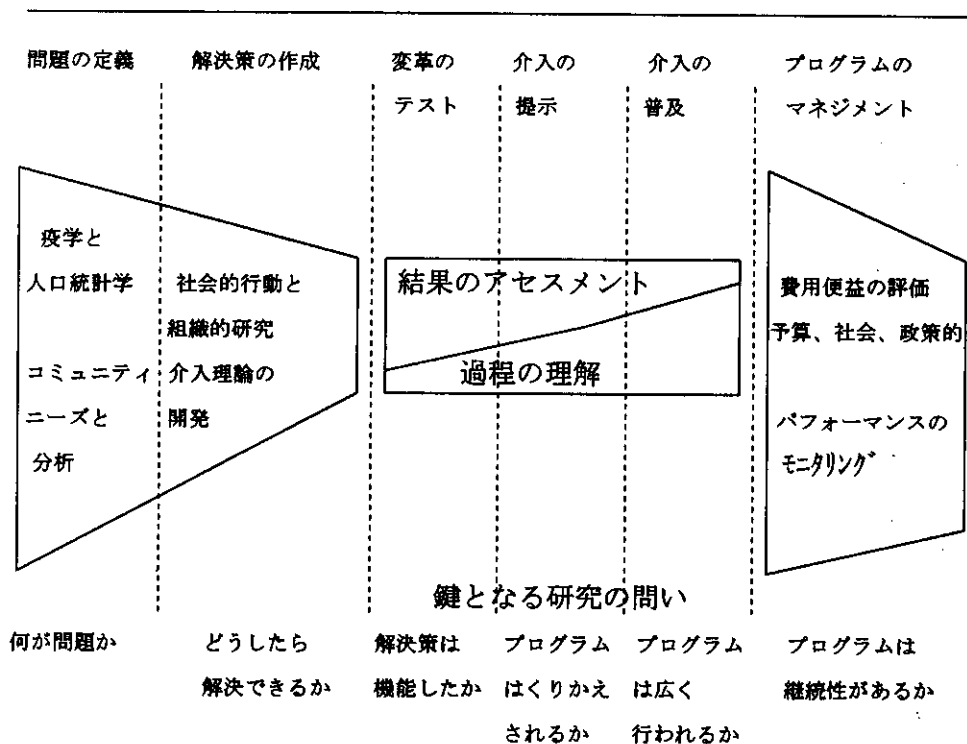 問題の定義
解決策の作成
変革の
テスト
介入の
提示
介入の
普及
プログラムの
マネジメント
疫学と
人口統計学
コミュニティ
ニーズと
分析
社会的行動と
組織的研究
介入理論の
開発
結果のアセスメント
過程の理解
費用便益の評価
予算、社会、政策的
パフォーマンスの
モニタリング
鍵となる研究の問い
何が問題か
どうしたら
解決できるか
解決策は
機能したか
プログラム
はくりかえ
されるか
プログラム
は広く
行われるか
プログラムは
継続性があるか